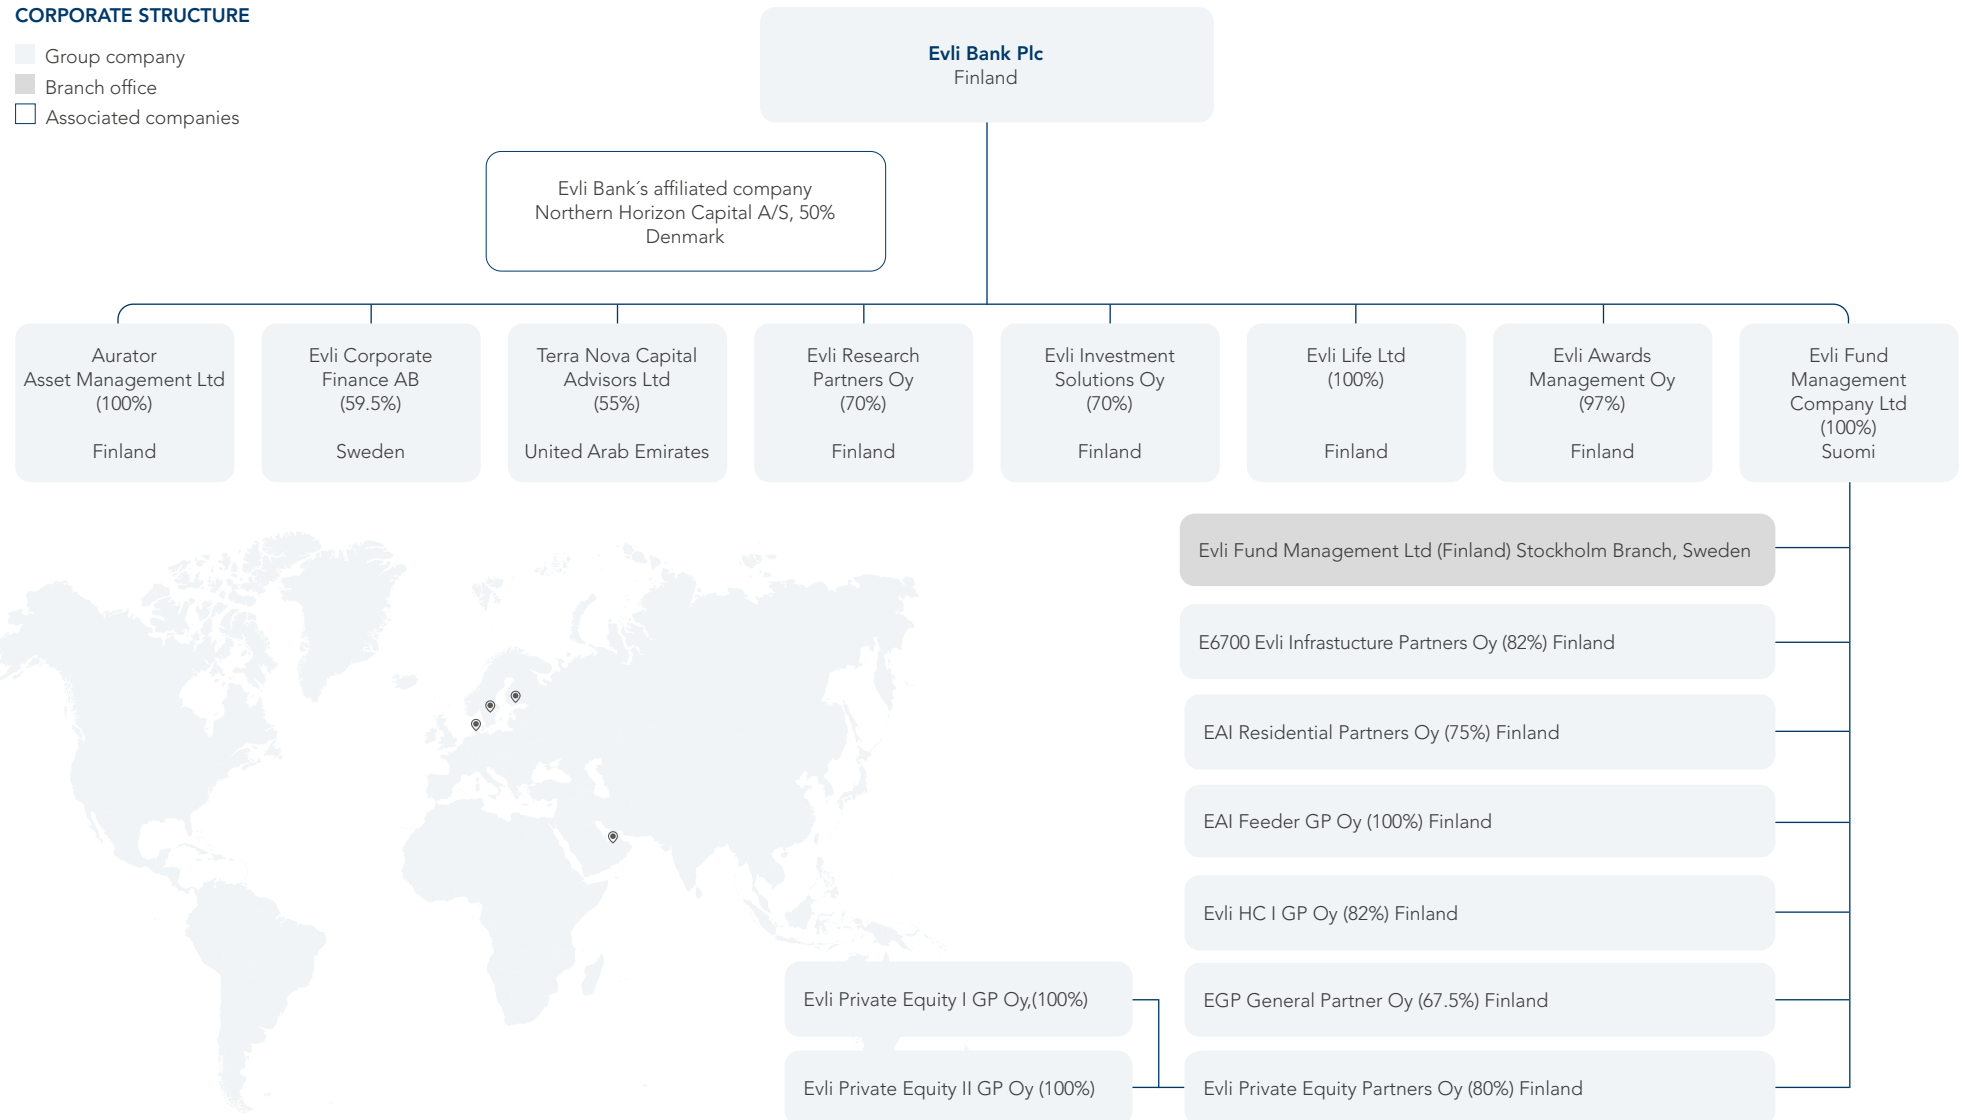 CORPORATE STRUCTURE
Group company
Branch office
Associated companies
Evli Bank Plc
Finland
Evli Bank´s affiliated company
Northern Horizon Capital A/S, 50%
Denmark
Aurator
Asset Management Ltd
(100%)
Finland
Evli Corporate
Finance AB
(59.5%)
Sweden
Terra Nova Capital
Advisors Ltd
(55%)
United Arab Emirates
Evli Research
Partners Oy
(70%)
Finland
Evli Investment
Solutions Oy
(70%)
Finland
Evli Life Ltd
(100%)
Finland
Evli Awards
Management Oy
(97%)
Finland
Evli Fund
Management
Company Ltd
(100%)
Suomi
Evli Fund Management Ltd (Finland) Stockholm Branch, Sweden
E6700 Evli Infrastucture Partners Oy (82%) Finland
EAI Residential Partners Oy (75%) Finland
EAI Feeder GP Oy (100%) Finland
Evli HC I GP Oy (82%) Finland
EGP General Partner Oy (67.5%) Finland
Evli Private Equity Partners Oy (80%) Finland
Evli Private Equity I GP Oy,(100%)
Evli Private Equity II GP Oy (100%)